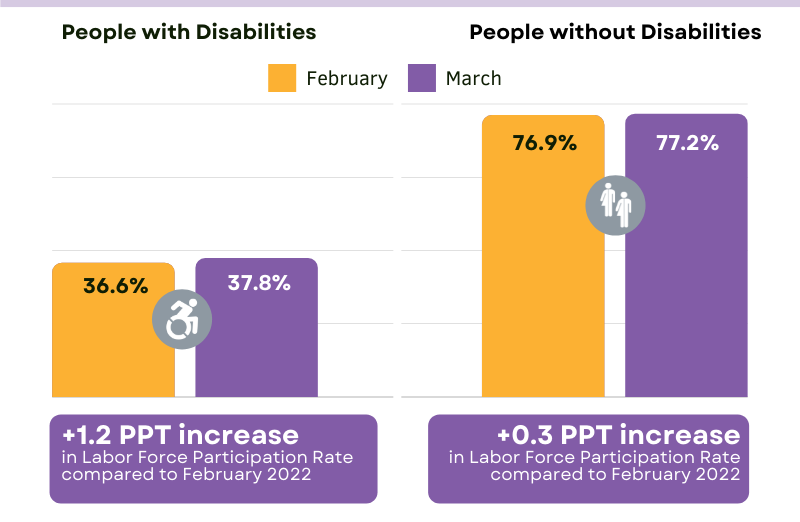 People with Disabilities
People without Disabilities
February
March
36.6%
37.8%
76.9%
77.2%
+1.2 PPT increase
in Labor Force Participation Rate
compared to February 2022
+0.3 PPT increase
in Labor Force Participation Rate
compared to February 2022